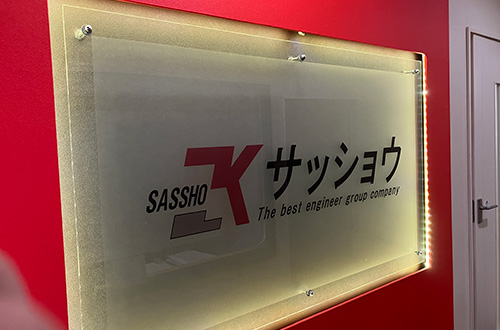 SASSHO
K
サッショウ
The best engineer group company